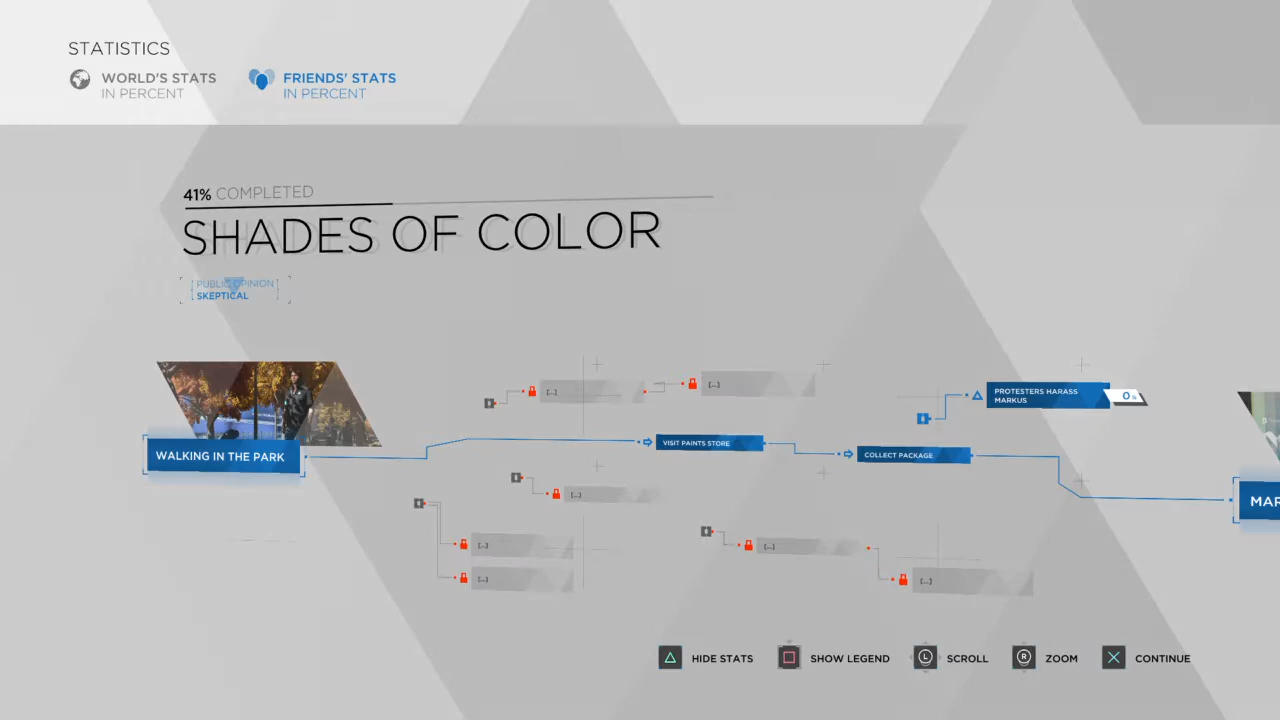 STATISTICS
WORLD'S STATS
IN PERCENT
FRIENDS' STATS
IN PERCENT
41% COMPLETED
SHADES OF COLOR
PUBLIC OPINION
SKEPTICAL
[...]
[...]
PROTESTERS HARASS
MARKUS
0%
WALKING IN THE PARK
VISIT PAINTS STORE
COLLECT PACKAGE
[...]
MAR
[...]
[...]
[...]
[...]
HIDE STATS
SHOW LEGEND
L
SCROLL
R
ZOOM
CONTINUE